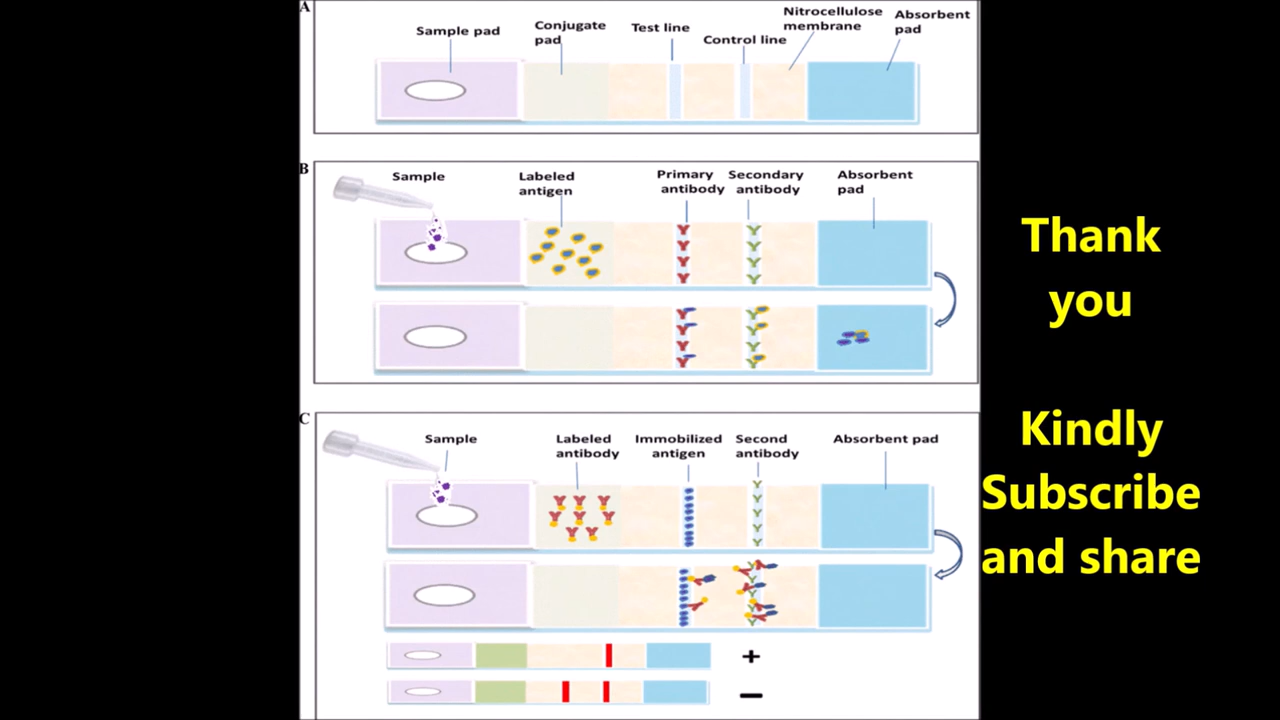 A
Sample pad
Conjugate
pad
Test line
Control line
Nitrocellulose
membrane
Absorbent
pad
B
Sample
Labeled
antigen
Primary
antibody
Secondary
antibody
Absorbent
pad
C
Sample
Labeled
antibody
Immobilized
antigen
Second
antibody
Absorbent pad
+
−
Thank
you
Kindly
Subscribe
and share